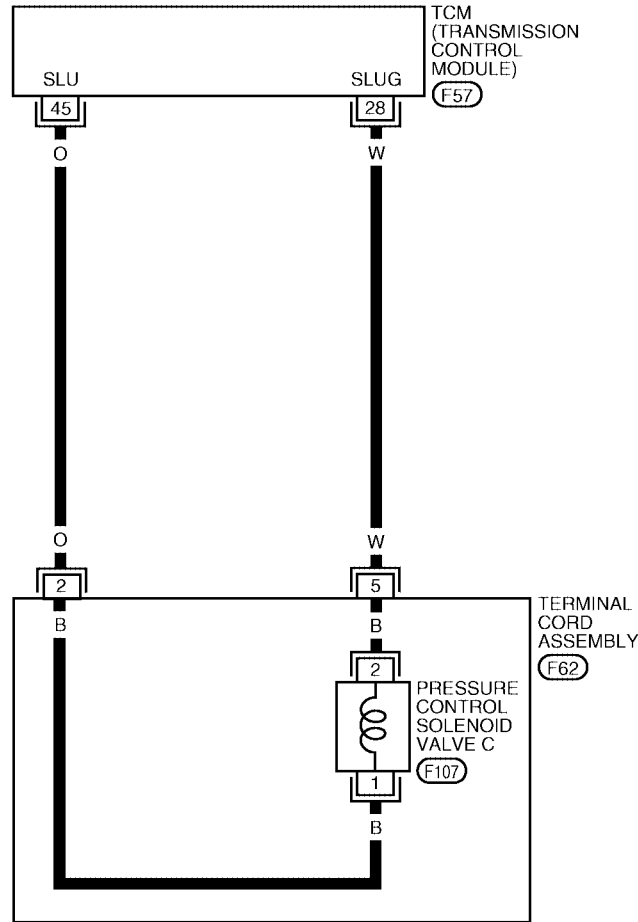 TCM
(TRANSMISSION
CONTROL
MODULE)
F57
SLU
SLUG
45
28
O
W
O
W
2
5
B
B
TERMINAL
CORD
ASSEMBLY
F62
2
PRESSURE
CONTROL
SOLENOID
VALVE C
F107
1
B